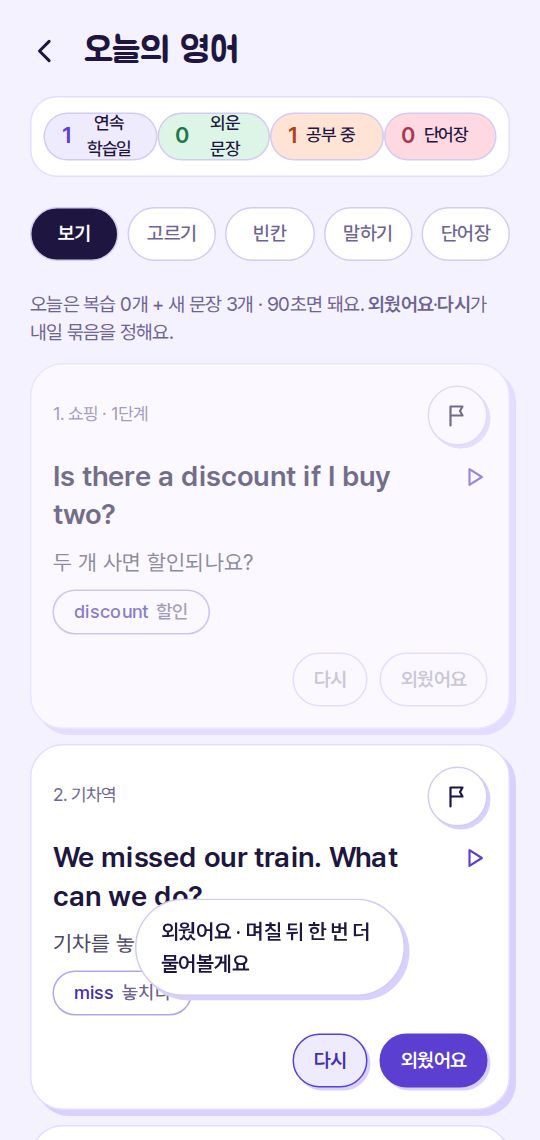 오늘의 영어
1 연속 학습일
0 외운 문장
1 공부 중
0 단어장
보기
고르기
빈칸
말하기
단어장
오늘은 복습 0개 + 새 문장 3개 · 90초면 돼요. 외웠어요·다시가
내일 묶음을 정해요.
1. 쇼핑 · 1단계
Is there a discount if I buy
two?
두 개 사면 할인되나요?
discount 할인
다시
외웠어요
2. 기차역
We missed our train. What
can we do?
기차를 놓
외웠어요 · 며칠 뒤 한 번 더
물어볼게요
miss 놓치다
다시
외웠어요